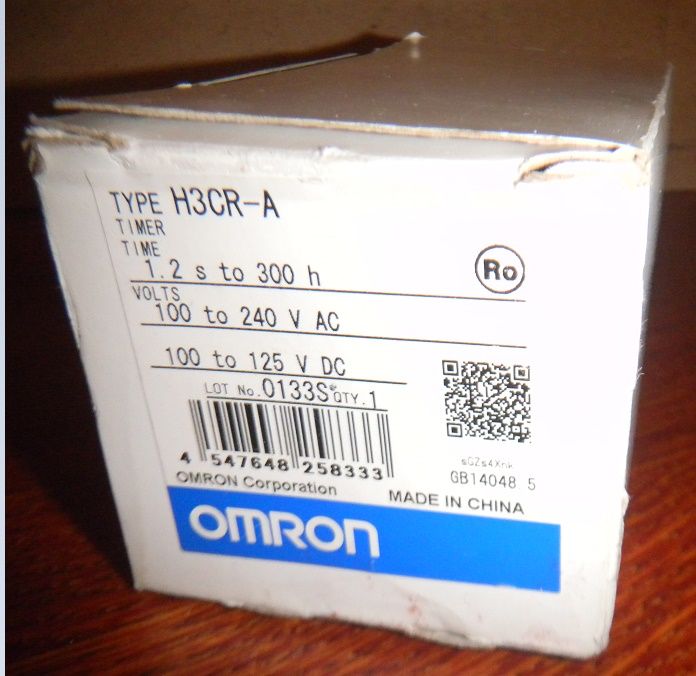 TYPE H3CR-A
TIMER
TIME
1.2 s to 300 h
Ro
VOLTS
100 to 240 V AC
100 to 125 V DC
LOT No.0133S* QTY.1
4 547648 258333
sGZs4Xnk
GB14048 5
OMRON Corporation
MADE IN CHINA
OMRON